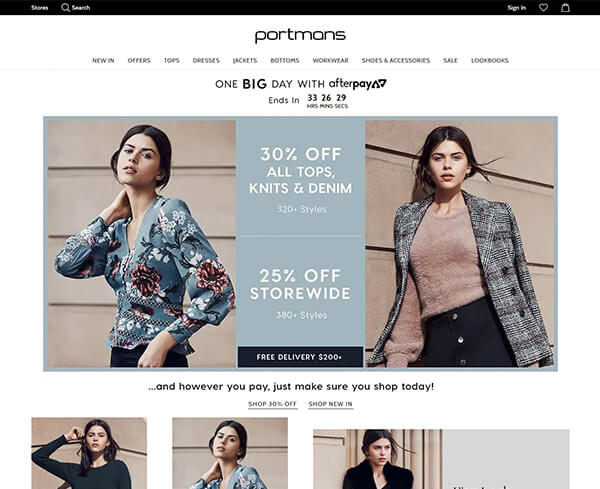 Stores
Search
Sign In
portmans
NEW IN OFFERS TOPS DRESSES JACKETS BOTTOMS WORKWEAR SHOES & ACCESSORIES SALE LOOKBOOKS
ONE BIG DAY WITH afterpay
Ends In 33 26 29
HRS MINS SECS
30% OFF
ALL TOPS,
KNITS & DENIM
320+ Styles
25% OFF
STOREWIDE
380+ Styles
FREE DELIVERY $200+
...and however you pay, just make sure you shop today!
SHOP 30% OFF SHOP NEW IN